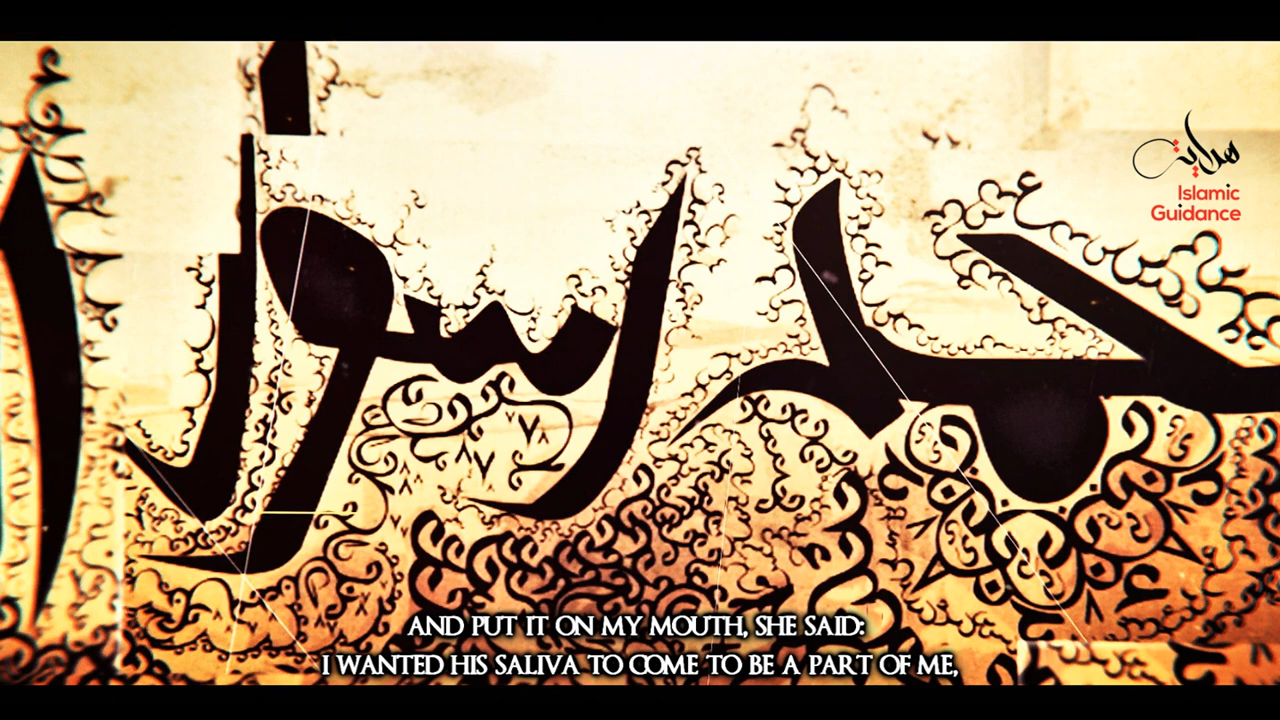 هداية
Islamic
Guidance
حمد رسول ا
AND PUT IT ON MY MOUTH, SHE SAID:
I WANTED HIS SALIVA TO COME TO BE A PART OF ME,